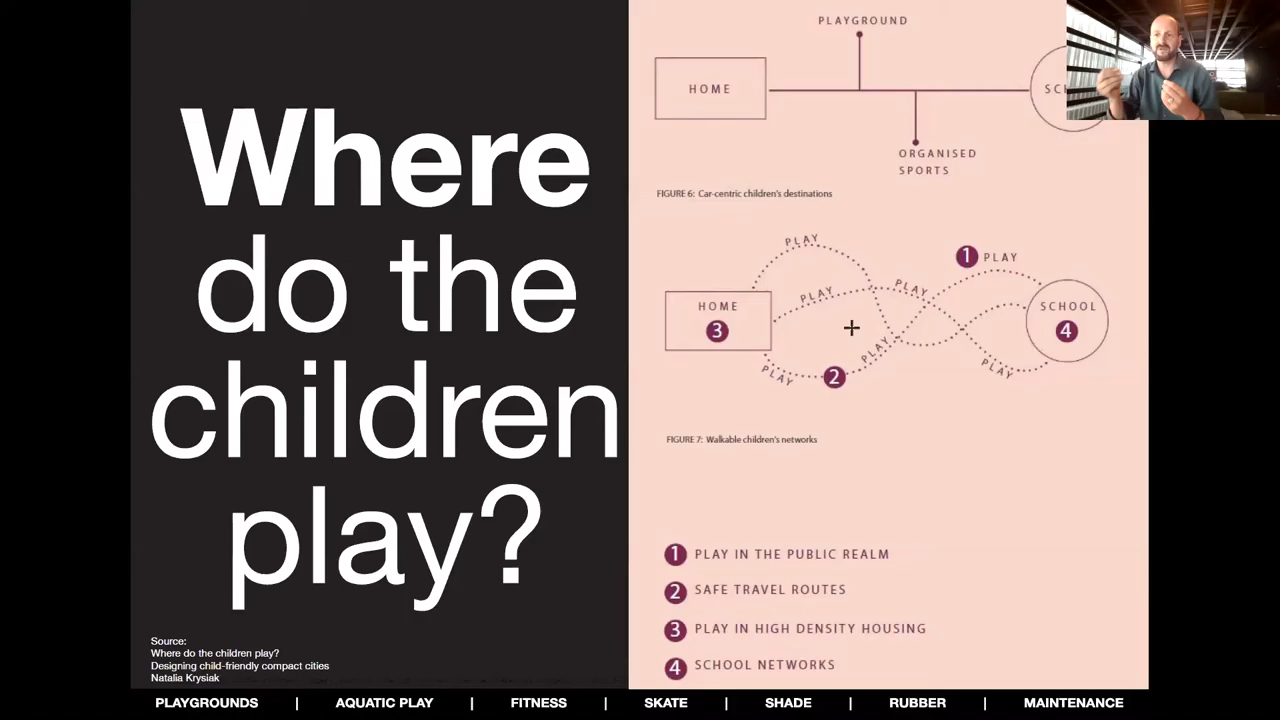 Where
do the
children
play?
Source:
Where do the children play?
Designing child-friendly compact cities
Natalia Krysiak
PLAYGROUND
HOME
ORGANISED
SPORTS
FIGURE 6: Car-centric children's destinations
PLAY
PLAY
PLAY
1 PLAY
HOME
3
SCHOOL
4
PLAY
2
PLAY
PLAY
FIGURE 7: Walkable children's networks
1 PLAY IN THE PUBLIC REALM
2 SAFE TRAVEL ROUTES
3 PLAY IN HIGH DENSITY HOUSING
4 SCHOOL NETWORKS
PLAYGROUNDS | AQUATIC PLAY | FITNESS | SKATE | SHADE | RUBBER | MAINTENANCE